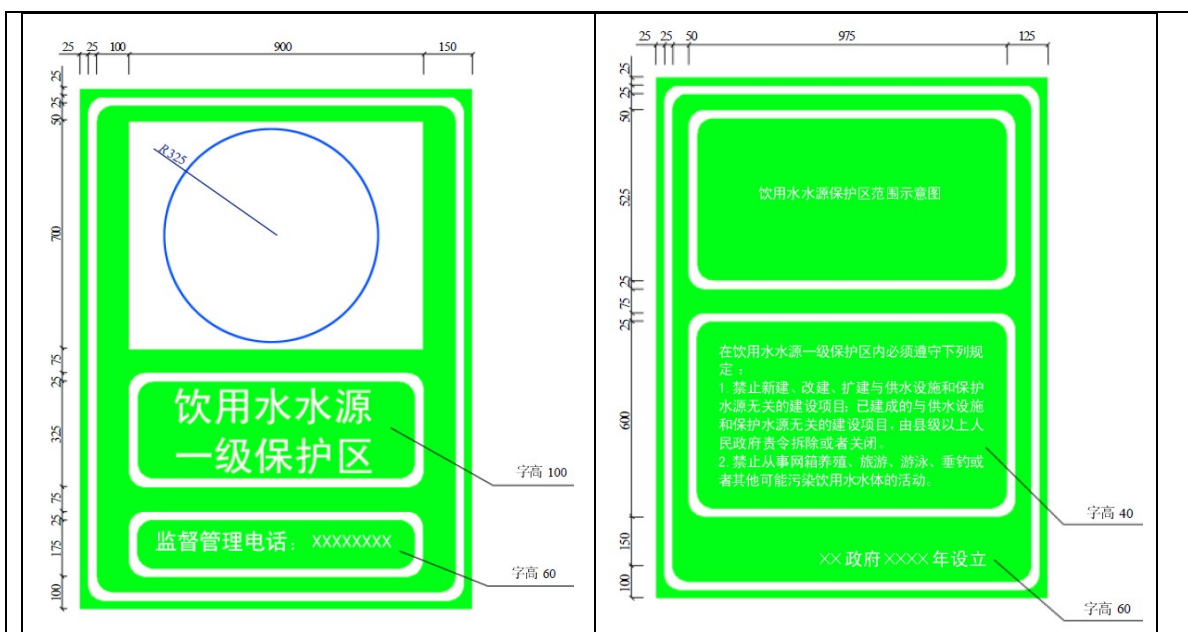 25 25 100 900 150
25
25
50
700
75
25
325
75
25
175
100
R325
饮用水水源
一级保护区
字高 100
监督管理电话：XXXXXXXX
字高 60
25 25 50 975 125
25
25
50
525
25
75
25
600
150
100
饮用水水源保护区范围示意图
在饮用水水源一级保护区内必须遵守下列规
定：
1. 禁止新建、改建、扩建与供水设施和保护
水源无关的建设项目；已建成的与供水设施
和保护水源无关的建设项目，由县级以上人
民政府责令拆除或者关闭。
2. 禁止从事网箱养殖、旅游、游泳、垂钓或
者其他可能污染饮用水水体的活动。
字高 40
XX政府XXXX年设立
字高 60